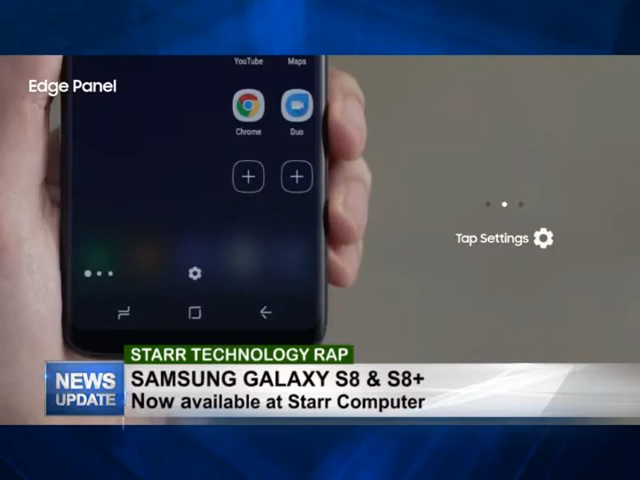 YouTube Maps
Edge Panel
Chrome Duo
Tap Settings
STARR TECHNOLOGY RAP
NEWS
UPDATE
SAMSUNG GALAXY S8 & S8+
Now available at Starr Computer